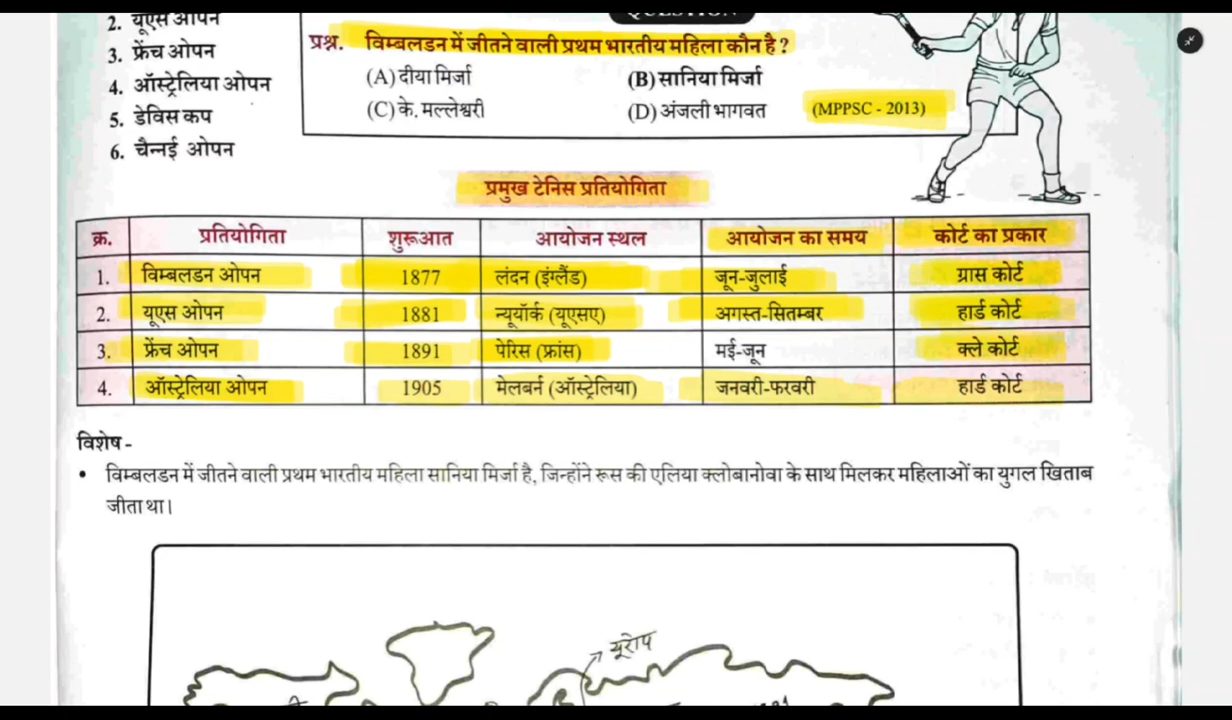 2. यूएस ओपन
3. फ्रेंच ओपन
4. ऑस्ट्रेलिया ओपन
5. डेविस कप
6. चैन्नई ओपन
QUESTION
प्रश्न. विम्बलडन में जीतने वाली प्रथम भारतीय महिला कौन है ?
(A) दीया मिर्जा (B) सानिया मिर्जा
(C) के. मल्लेश्वरी (D) अंजली भागवत (MPPSC - 2013)
प्रमुख टेनिस प्रतियोगिता
क्र. प्रतियोगिता शुरूआत आयोजन स्थल आयोजन का समय कोर्ट का प्रकार
1. विम्बलडन ओपन 1877 लंदन (इंग्लैंड) जून-जुलाई ग्रास कोर्ट
2. यूएस ओपन 1881 न्यूयॉर्क (यूएसए) अगस्त-सितम्बर हार्ड कोर्ट
3. फ्रेंच ओपन 1891 पेरिस (फ्रांस) मई-जून क्ले कोर्ट
4. ऑस्ट्रेलिया ओपन 1905 मेलबर्न (ऑस्ट्रेलिया) जनवरी-फरवरी हार्ड कोर्ट
विशेष -
• विम्बलडन में जीतने वाली प्रथम भारतीय महिला सानिया मिर्जा है, जिन्होंने रूस की एलिया क्लोबानोवा के साथ मिलकर महिलाओं का युगल खिताब
जीता था।
यूरोप